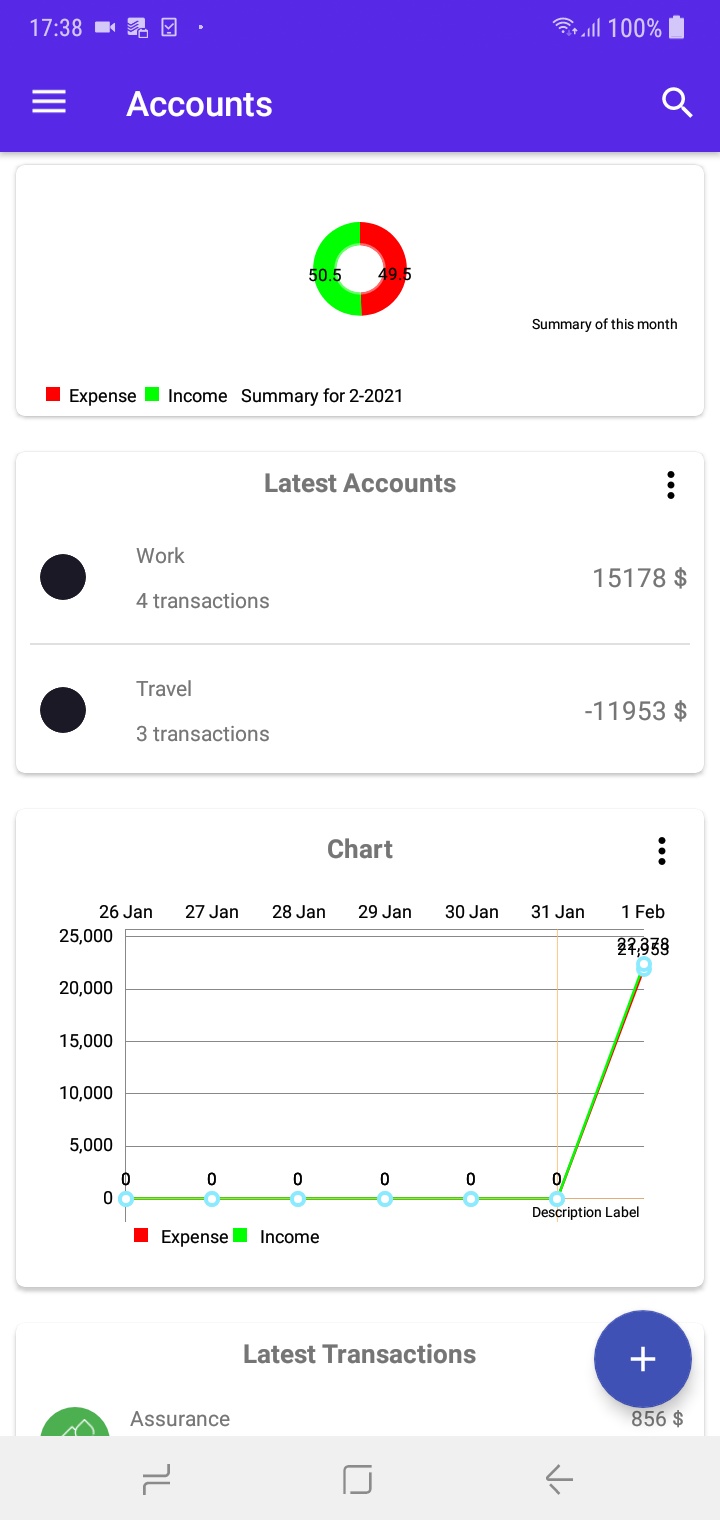 17:38 100%
Accounts
50.5 49.5
Summary of this month
Expense Income Summary for 2-2021
Latest Accounts
Work
15178 $
4 transactions
Travel
-11953 $
3 transactions
Chart
26 Jan 27 Jan 28 Jan 29 Jan 30 Jan 31 Jan 1 Feb
25,000
22,378
21,953
20,000
15,000
10,000
5,000
0 0 0 0 0 0
0
Description Label
Expense Income
Latest Transactions
+
Assurance 856 $